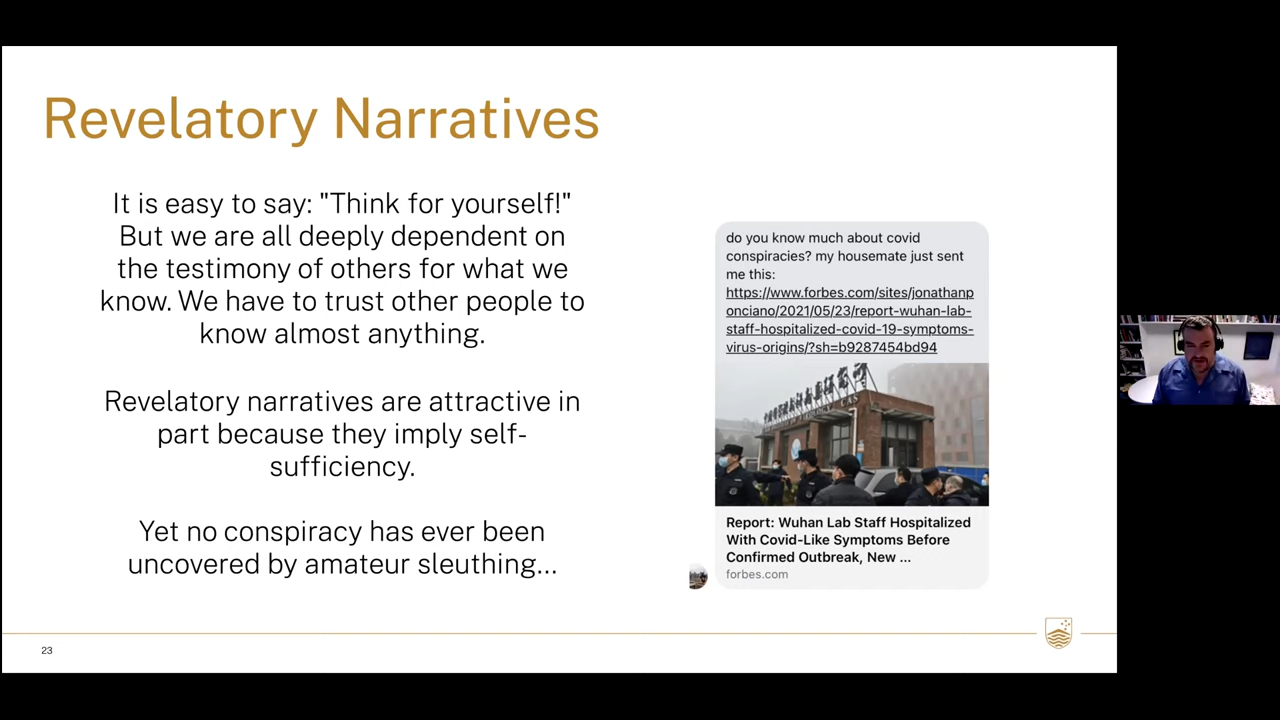 Revelatory Narratives
It is easy to say: "Think for yourself!"
But we are all deeply dependent on
the testimony of others for what we
know. We have to trust other people to
know almost anything.
Revelatory narratives are attractive in
part because they imply self-
sufficiency.
Yet no conspiracy has ever been
uncovered by amateur sleuthing...
do you know much about covid
conspiracies? my housemate just sent
me this:
https://www.forbes.com/sites/jonathanp
onciano/2021/05/23/report-wuhan-lab-
staff-hospitalized-covid-19-symptoms-
virus-origins/?sh=b9287454bd94
Report: Wuhan Lab Staff Hospitalized
With Covid-Like Symptoms Before
Confirmed Outbreak, New ...
forbes.com
23